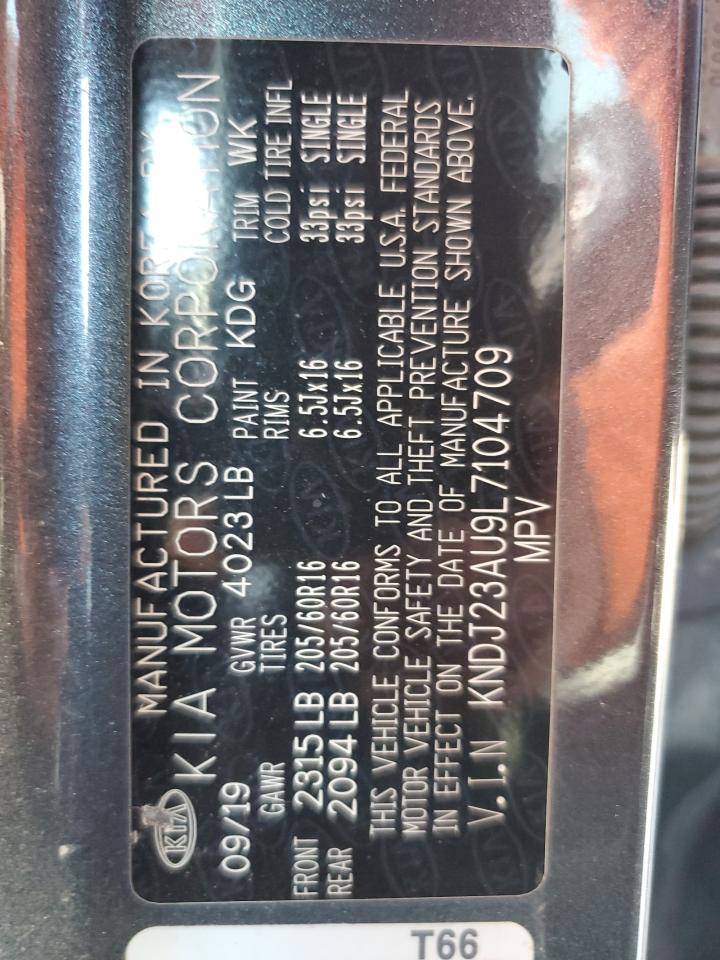 MANUFACTURED IN KOREA BY
KIA KIA MOTORS CORPORATION
09/19 GVWR 4023 LB PAINT KDG TRIM WK
GAWR TIRES RIMS COLD TIRE INFL
FRONT 2315 LB 205/60R16 6.5Jx16 33psi SINGLE
REAR 2094 LB 205/60R16 6.5Jx16 33psi SINGLE
THIS VEHICLE CONFORMS TO ALL APPLICABLE U.S.A. FEDERAL
MOTOR VEHICLE SAFETY AND THEFT PREVENTION STANDARDS
IN EFFECT ON THE DATE OF MANUFACTURE SHOWN ABOVE.
V.I.N KNDJ23AU9L7104709
MPV
T66